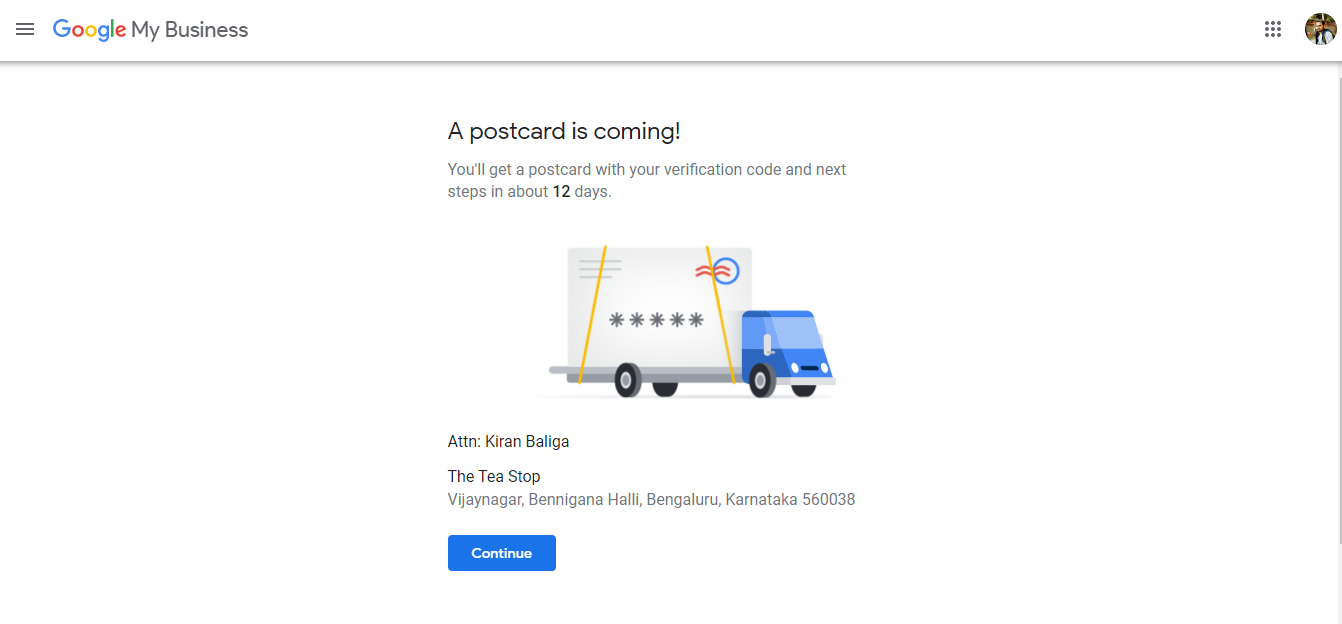 Google My Business
A postcard is coming!
You'll get a postcard with your verification code and next
steps in about 12 days.
*****
Attn: Kiran Baliga
The Tea Stop
Vijaynagar, Bennigana Halli, Bengaluru, Karnataka 560038
Continue